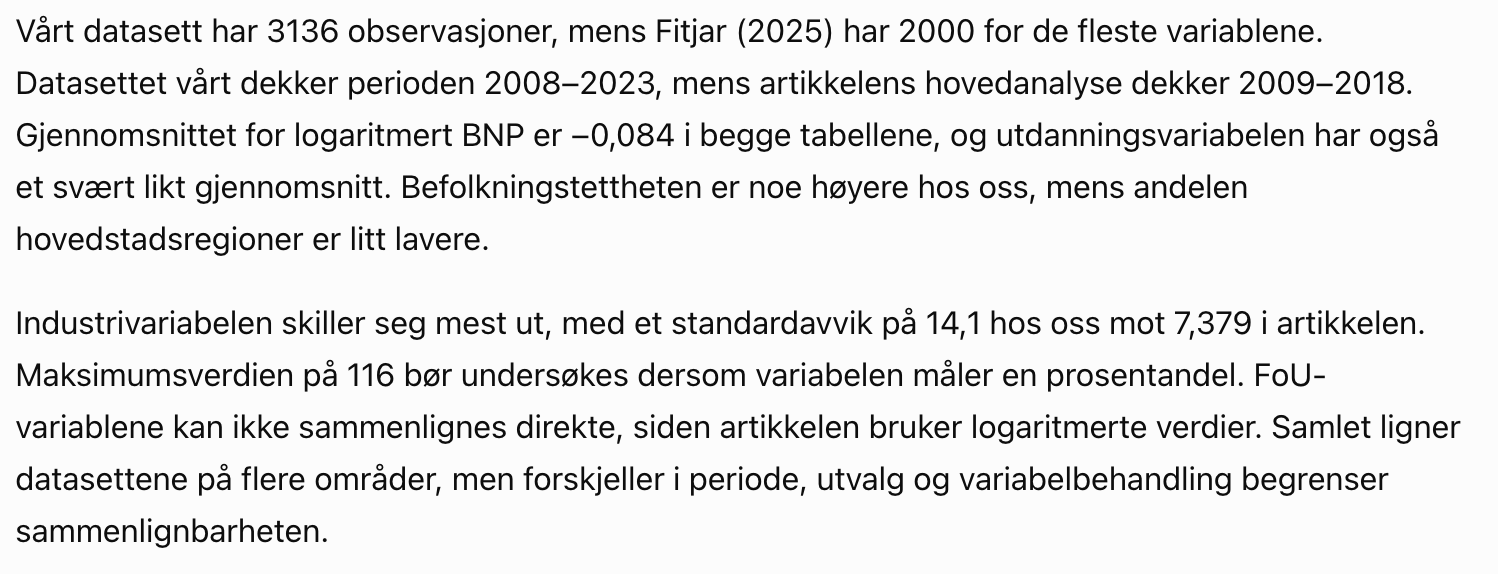 Vårt datasett har 3136 observasjoner, mens Fitjar (2025) har 2000 for de fleste variablene.
Datasettet vårt dekker perioden 2008–2023, mens artikkelens hovedanalyse dekker 2009–2018.
Gjennomsnittet for logaritmert BNP er −0,084 i begge tabellene, og utdanningsvariabelen har også
et svært likt gjennomsnitt. Befolkningstettheten er noe høyere hos oss, mens andelen
hovedstadsregioner er litt lavere.
Industrivariabelen skiller seg mest ut, med et standardavvik på 14,1 hos oss mot 7,379 i artikkelen.
Maksimumsverdien på 116 bør undersøkes dersom variabelen måler en prosentandel. FoU-
variablene kan ikke sammenlignes direkte, siden artikkelen bruker logaritmerte verdier. Samlet ligner
datasettene på flere områder, men forskjeller i periode, utvalg og variabelbehandling begrenser
sammenlignbarheten.